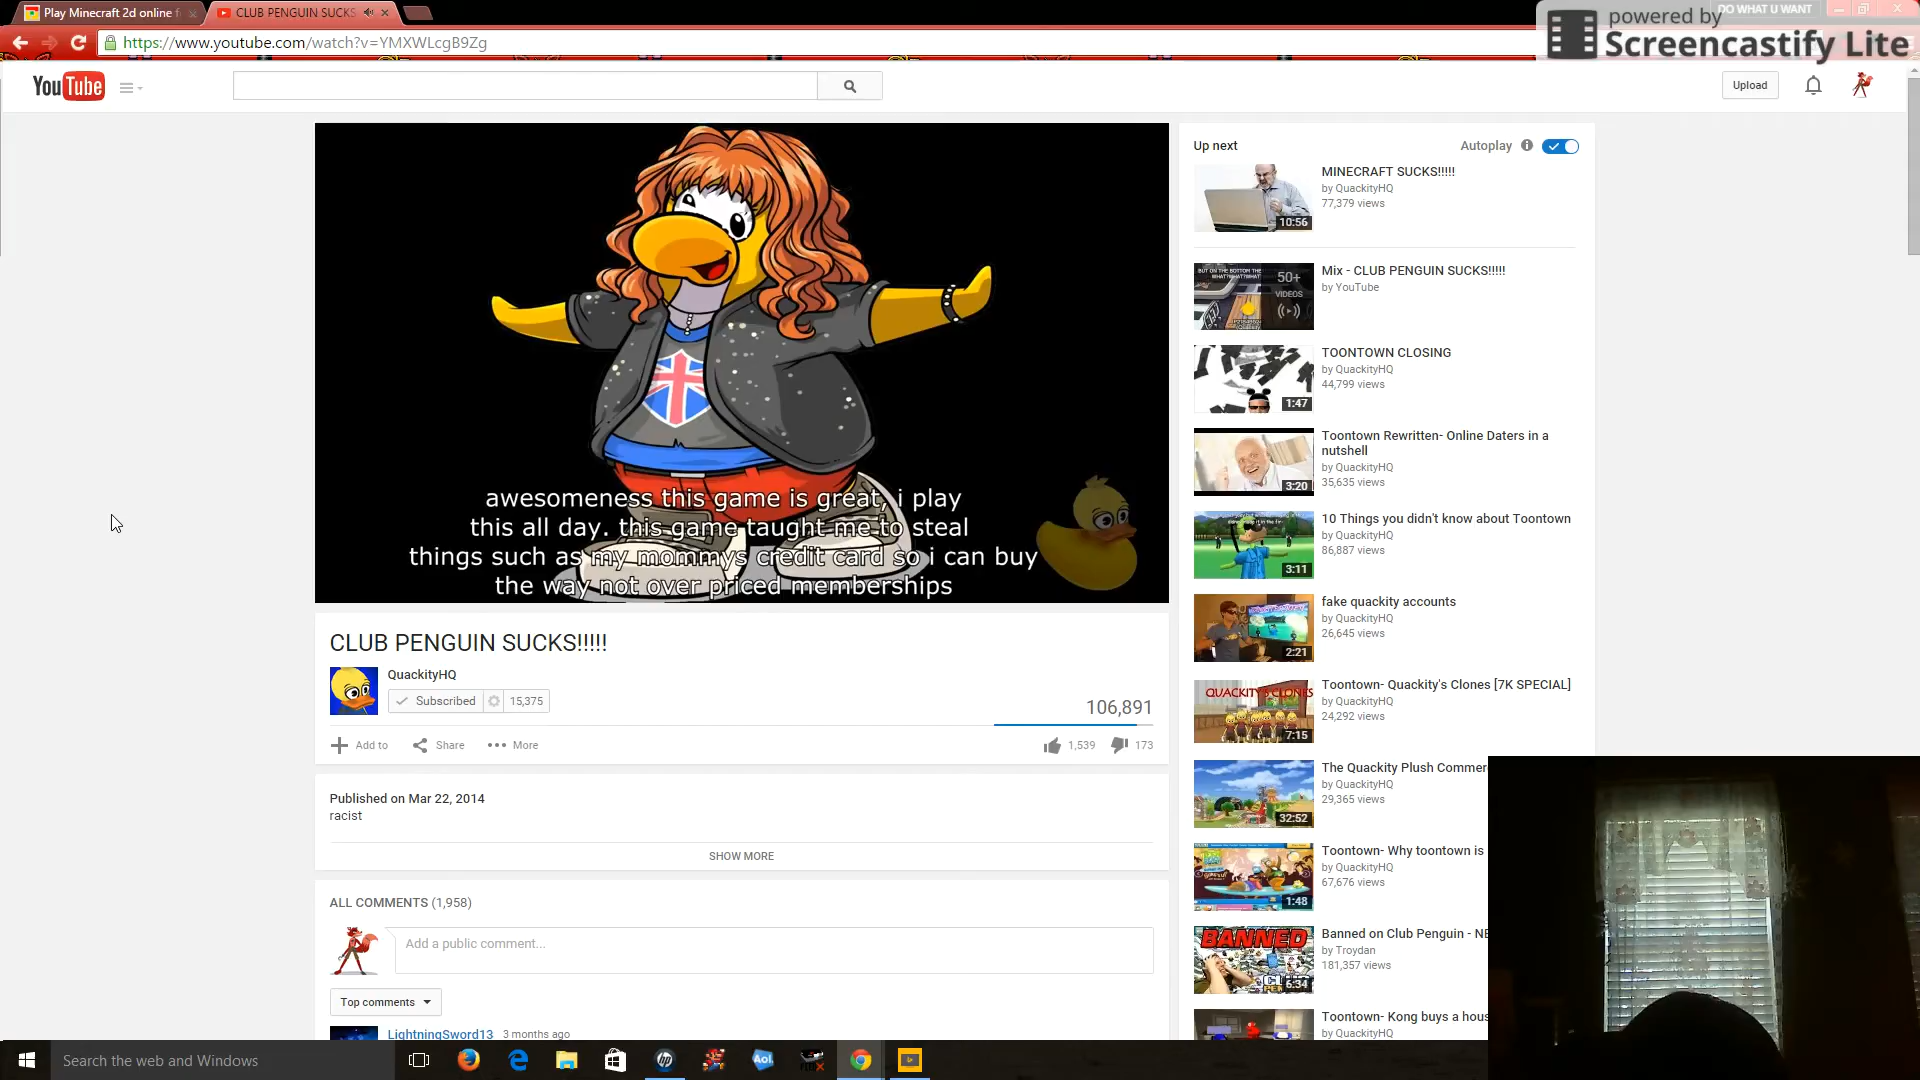 Play Minecraft 2d online f
CLUB PENGUIN SUCKS
DO WHAT U WANT
powered by
Screencastify Lite
https://www.youtube.com/watch?v=YMXWLcgB9Zg
YouTube
Upload
awesomeness this game is great, i play
this all day. this game taught me to steal
things such as my mommys credit card so i can buy
the way not over priced memberships
CLUB PENGUIN SUCKS!!!!!
QuackityHQ
Subscribed 15,375
106,891
Add to Share More 1,539 173
Published on Mar 22, 2014
racist
SHOW MORE
ALL COMMENTS (1,958)
Add a public comment...
Top comments
LightningSword13 3 months ago
Up next Autoplay
MINECRAFT SUCKS!!!!!
by QuackityHQ
77,379 views
10:56
Mix - CLUB PENGUIN SUCKS!!!!!
by YouTube
50+
VIDEOS
TOONTOWN CLOSING
by QuackityHQ
44,799 views
1:47
Toontown Rewritten- Online Daters in a
nutshell
by QuackityHQ
35,635 views
3:20
10 Things you didn't know about Toontown
by QuackityHQ
86,887 views
3:11
fake quackity accounts
by QuackityHQ
26,645 views
2:21
Toontown- Quackity's Clones [7K SPECIAL]
by QuackityHQ
24,292 views
QUACKITY'S CLONES
7:15
The Quackity Plush Commer
by QuackityHQ
29,365 views
32:52
Toontown- Why toontown is
by QuackityHQ
67,676 views
1:48
Banned on Club Penguin - NE
by Troydan
181,357 views
BANNED
6:34
Toontown- Kong buys a hous
by QuackityHQ
Search the web and Windows
hp
Aol